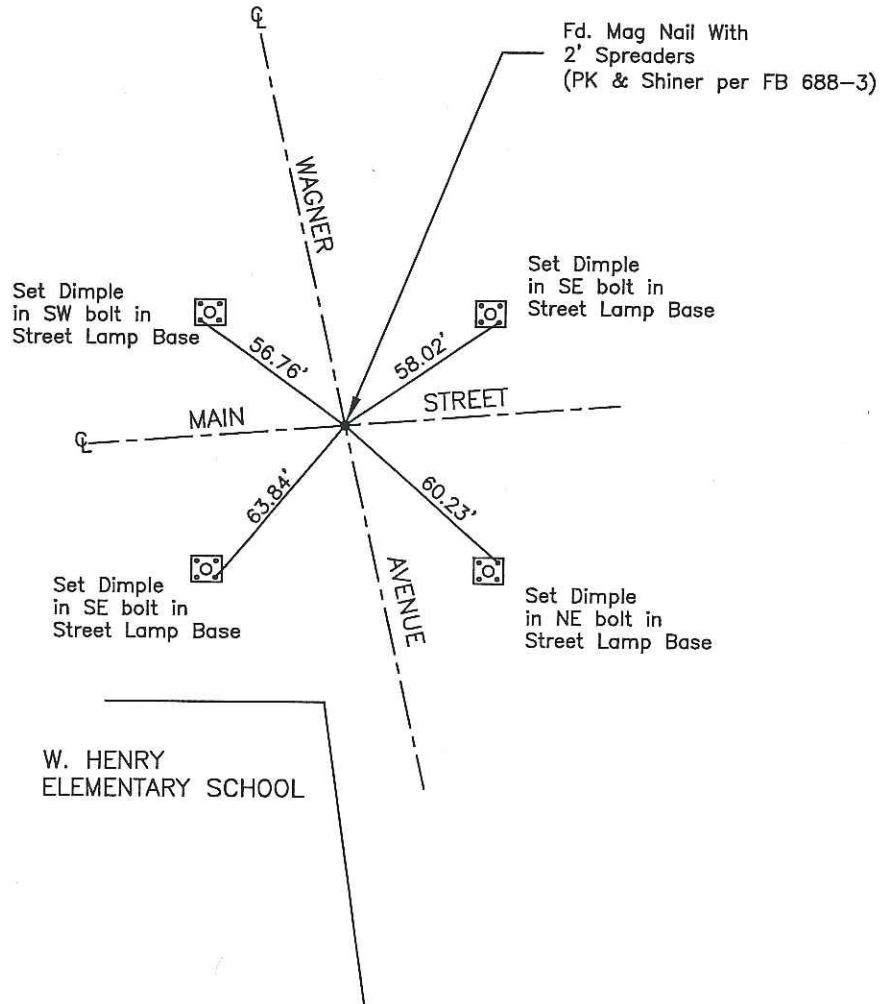 ℄
Fd. Mag Nail With
2' Spreaders
(PK & Shiner per FB 688-3)
WAGNER
Set Dimple
in SW bolt in
Street Lamp Base
Set Dimple
in SE bolt in
Street Lamp Base
56.76'
58.02'
℄
MAIN
STREET
63.84'
60.23'
AVENUE
Set Dimple
in SE bolt in
Street Lamp Base
Set Dimple
in NE bolt in
Street Lamp Base
W. HENRY
ELEMENTARY SCHOOL